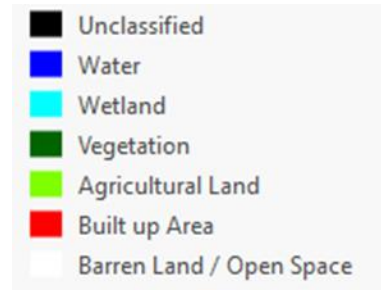 Unclassified
Water
Wetland
Vegetation
Agricultural Land
Built up Area
Barren Land / Open Space